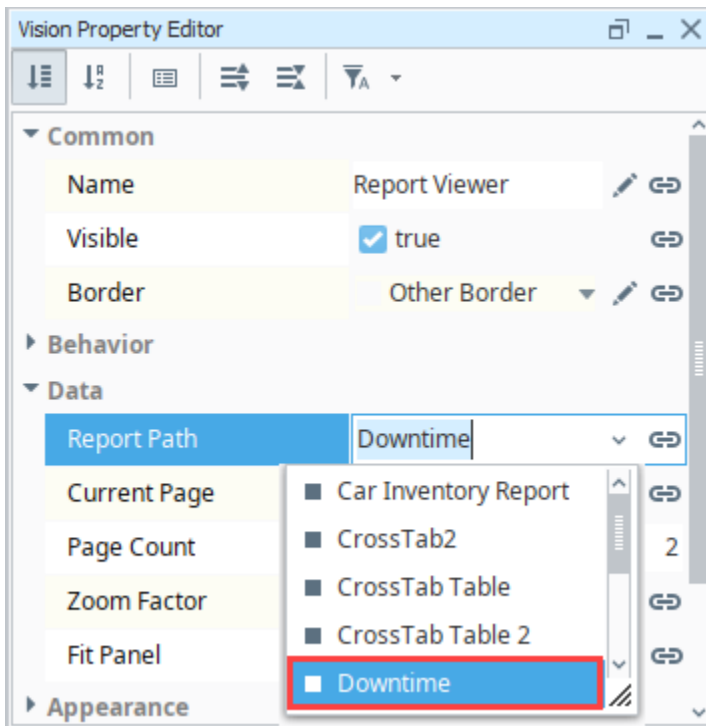 Vision Property Editor
Common
Name Report Viewer
Visible true
Border Other Border
Behavior
Data
Report Path Downtime
Current Page
Car Inventory Report
Page Count 2
CrossTab2
CrossTab Table
Zoom Factor
CrossTab Table 2
Fit Panel
Downtime
Appearance